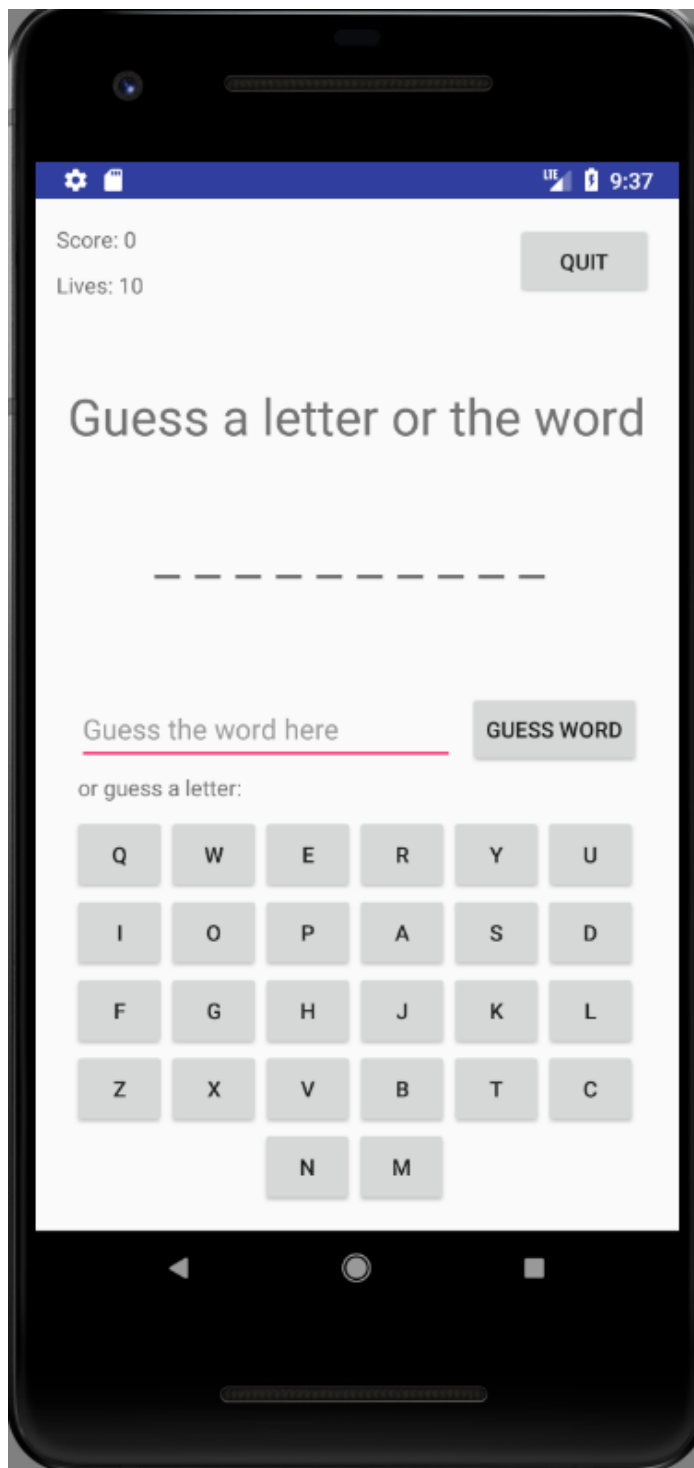 LTE 9:37
Score: 0
QUIT
Lives: 10
Guess a letter or the word
_ _ _ _ _ _ _ _ _ _
Guess the word here
GUESS WORD
or guess a letter:
Q W E R Y U
I O P A S D
F G H J K L
Z X V B T C
N M